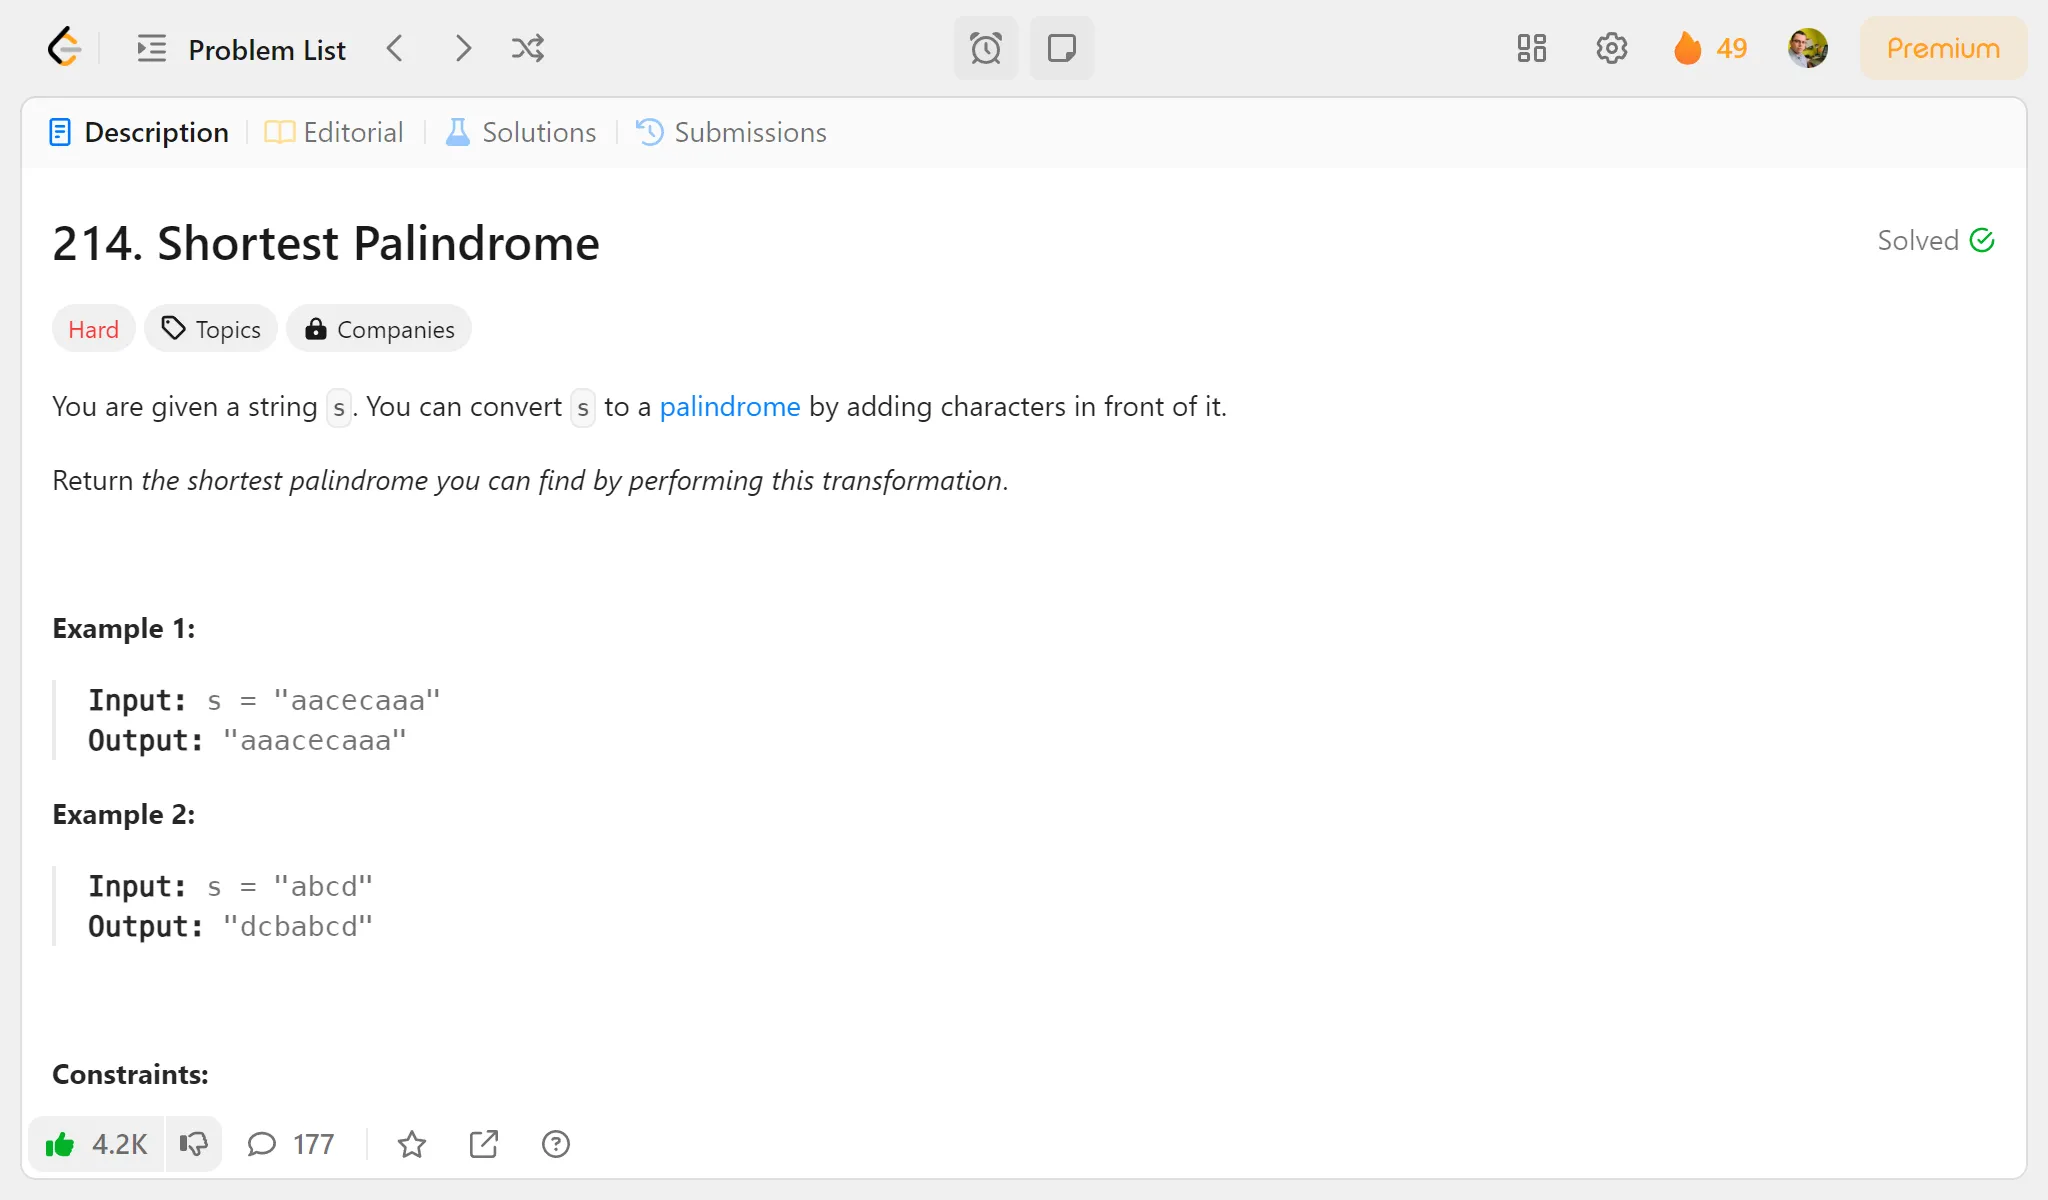 Problem List
49
Premium
Description Editorial Solutions Submissions
214. Shortest Palindrome
Solved
Hard Topics Companies
You are given a string s. You can convert s to a palindrome by adding characters in front of it.
Return the shortest palindrome you can find by performing this transformation.
Example 1:
Input: s = "aacecaaa"
Output: "aaacecaaa"
Example 2:
Input: s = "abcd"
Output: "dcbabcd"
Constraints:
4.2K 177